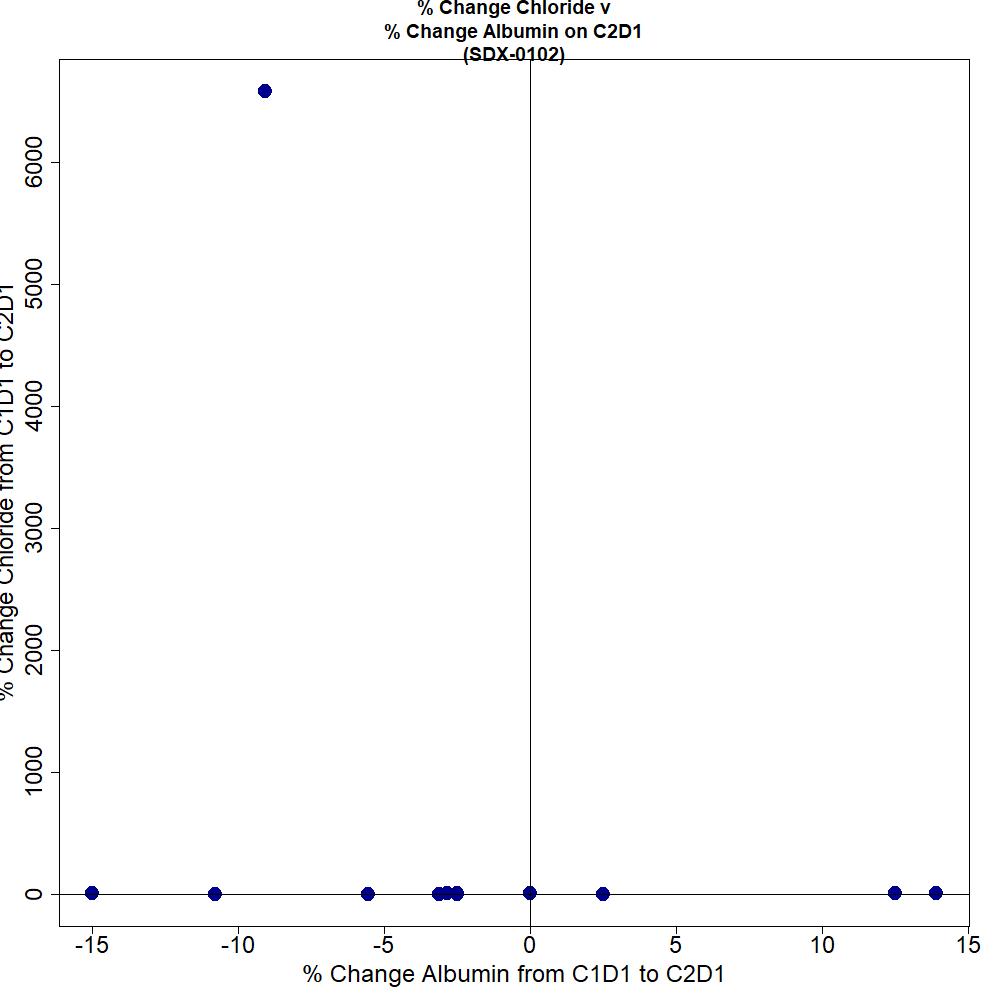 % Change Chloride v
% Change Albumin on C2D1
(SDX-0102)
% Change Chloride from C1D1 to C2D1
6000
5000
4000
3000
2000
1000
0
-15
-10
-5
0
5
10
15
% Change Albumin from C1D1 to C2D1